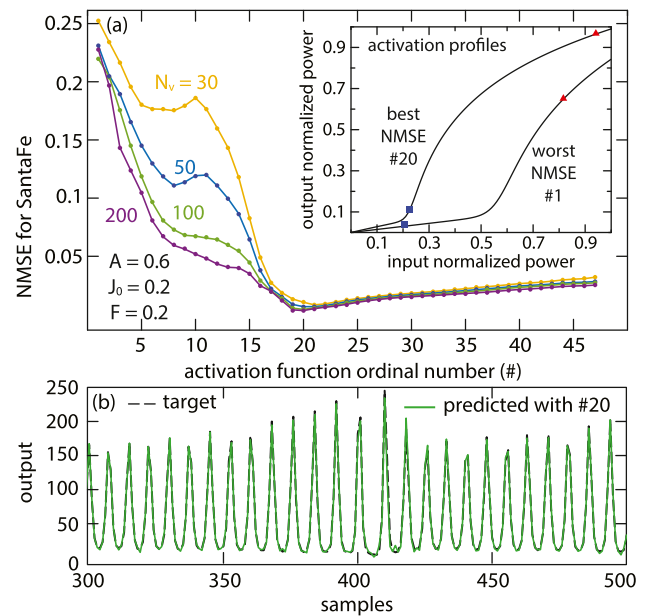 (a)
NMSE for SantaFe
0.25
0.2
0.15
0.1
0.05
Nv = 30
50
100
200
A = 0.6
J0 = 0.2
F = 0.2
5 10 15 20 25 30 35 40 45
activation function ordinal number (#)
activation profiles
output normalized power
0.9
0.7
0.5
0.3
0.1
best
NMSE
#20
worst
NMSE
#1
0.1 0.3 0.5 0.7 0.9
input normalized power
(b)
target
predicted with #20
output
250
200
150
100
50
0
300 350 400 450 500
samples